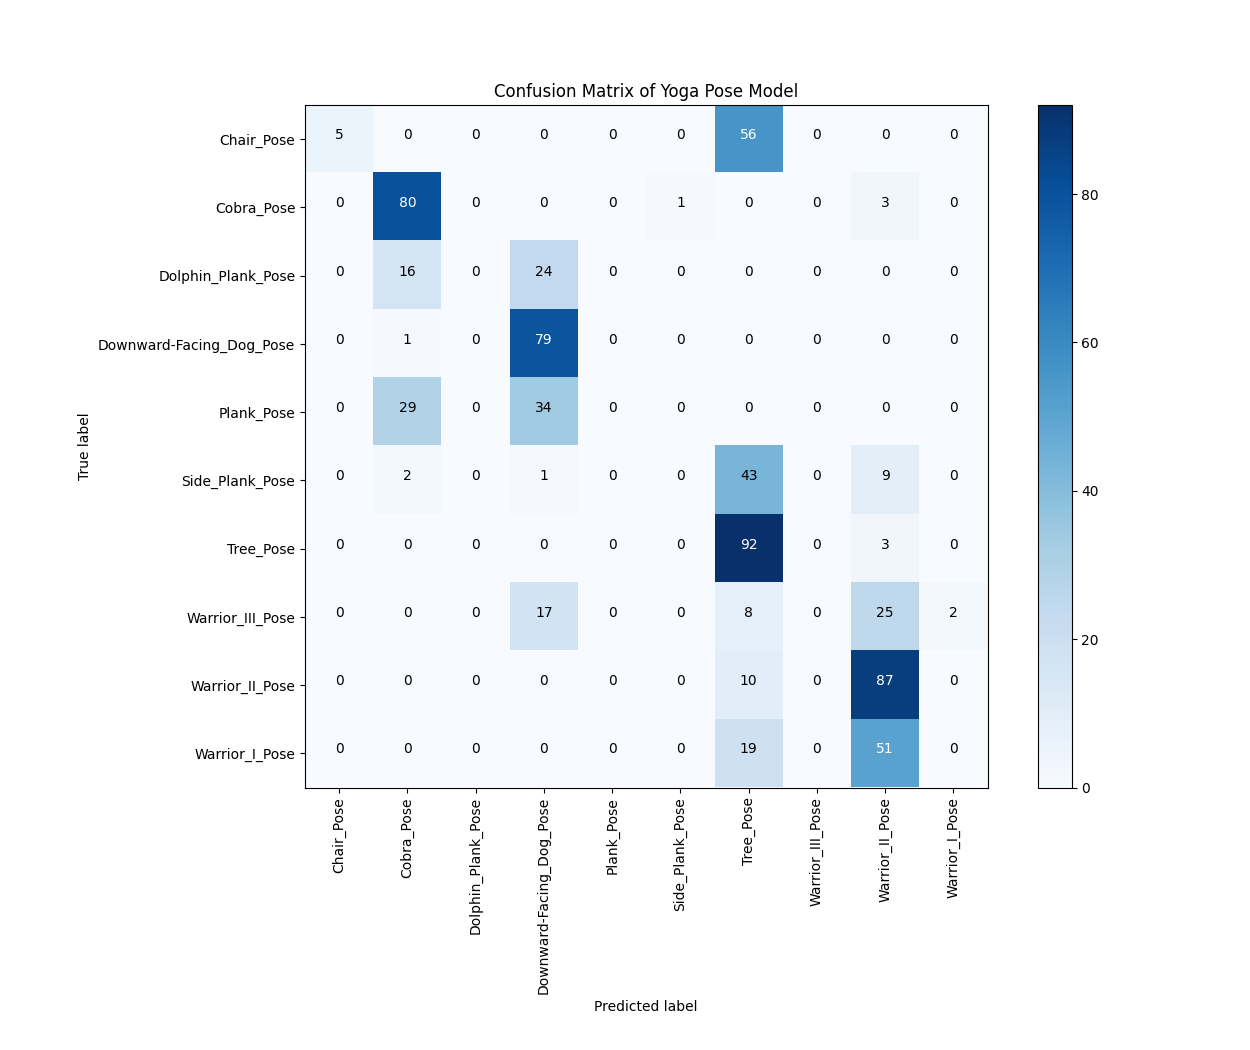 Confusion Matrix of Yoga Pose Model
Chair_Pose 5 0 0 0 0 0 56 0 0 0
Cobra_Pose 0 80 0 0 0 1 0 0 3 0
Dolphin_Plank_Pose 0 16 0 24 0 0 0 0 0 0
Downward-Facing_Dog_Pose 0 1 0 79 0 0 0 0 0 0
Plank_Pose 0 29 0 34 0 0 0 0 0 0
Side_Plank_Pose 0 2 0 1 0 0 43 0 9 0
Tree_Pose 0 0 0 0 0 0 92 0 3 0
Warrior_III_Pose 0 0 0 17 0 0 8 0 25 2
Warrior_II_Pose 0 0 0 0 0 0 10 0 87 0
Warrior_I_Pose 0 0 0 0 0 0 19 0 51 0
True label
Chair_Pose
Cobra_Pose
Dolphin_Plank_Pose
Downward-Facing_Dog_Pose
Plank_Pose
Side_Plank_Pose
Tree_Pose
Warrior_III_Pose
Warrior_II_Pose
Warrior_I_Pose
Predicted label
80
60
40
20
0